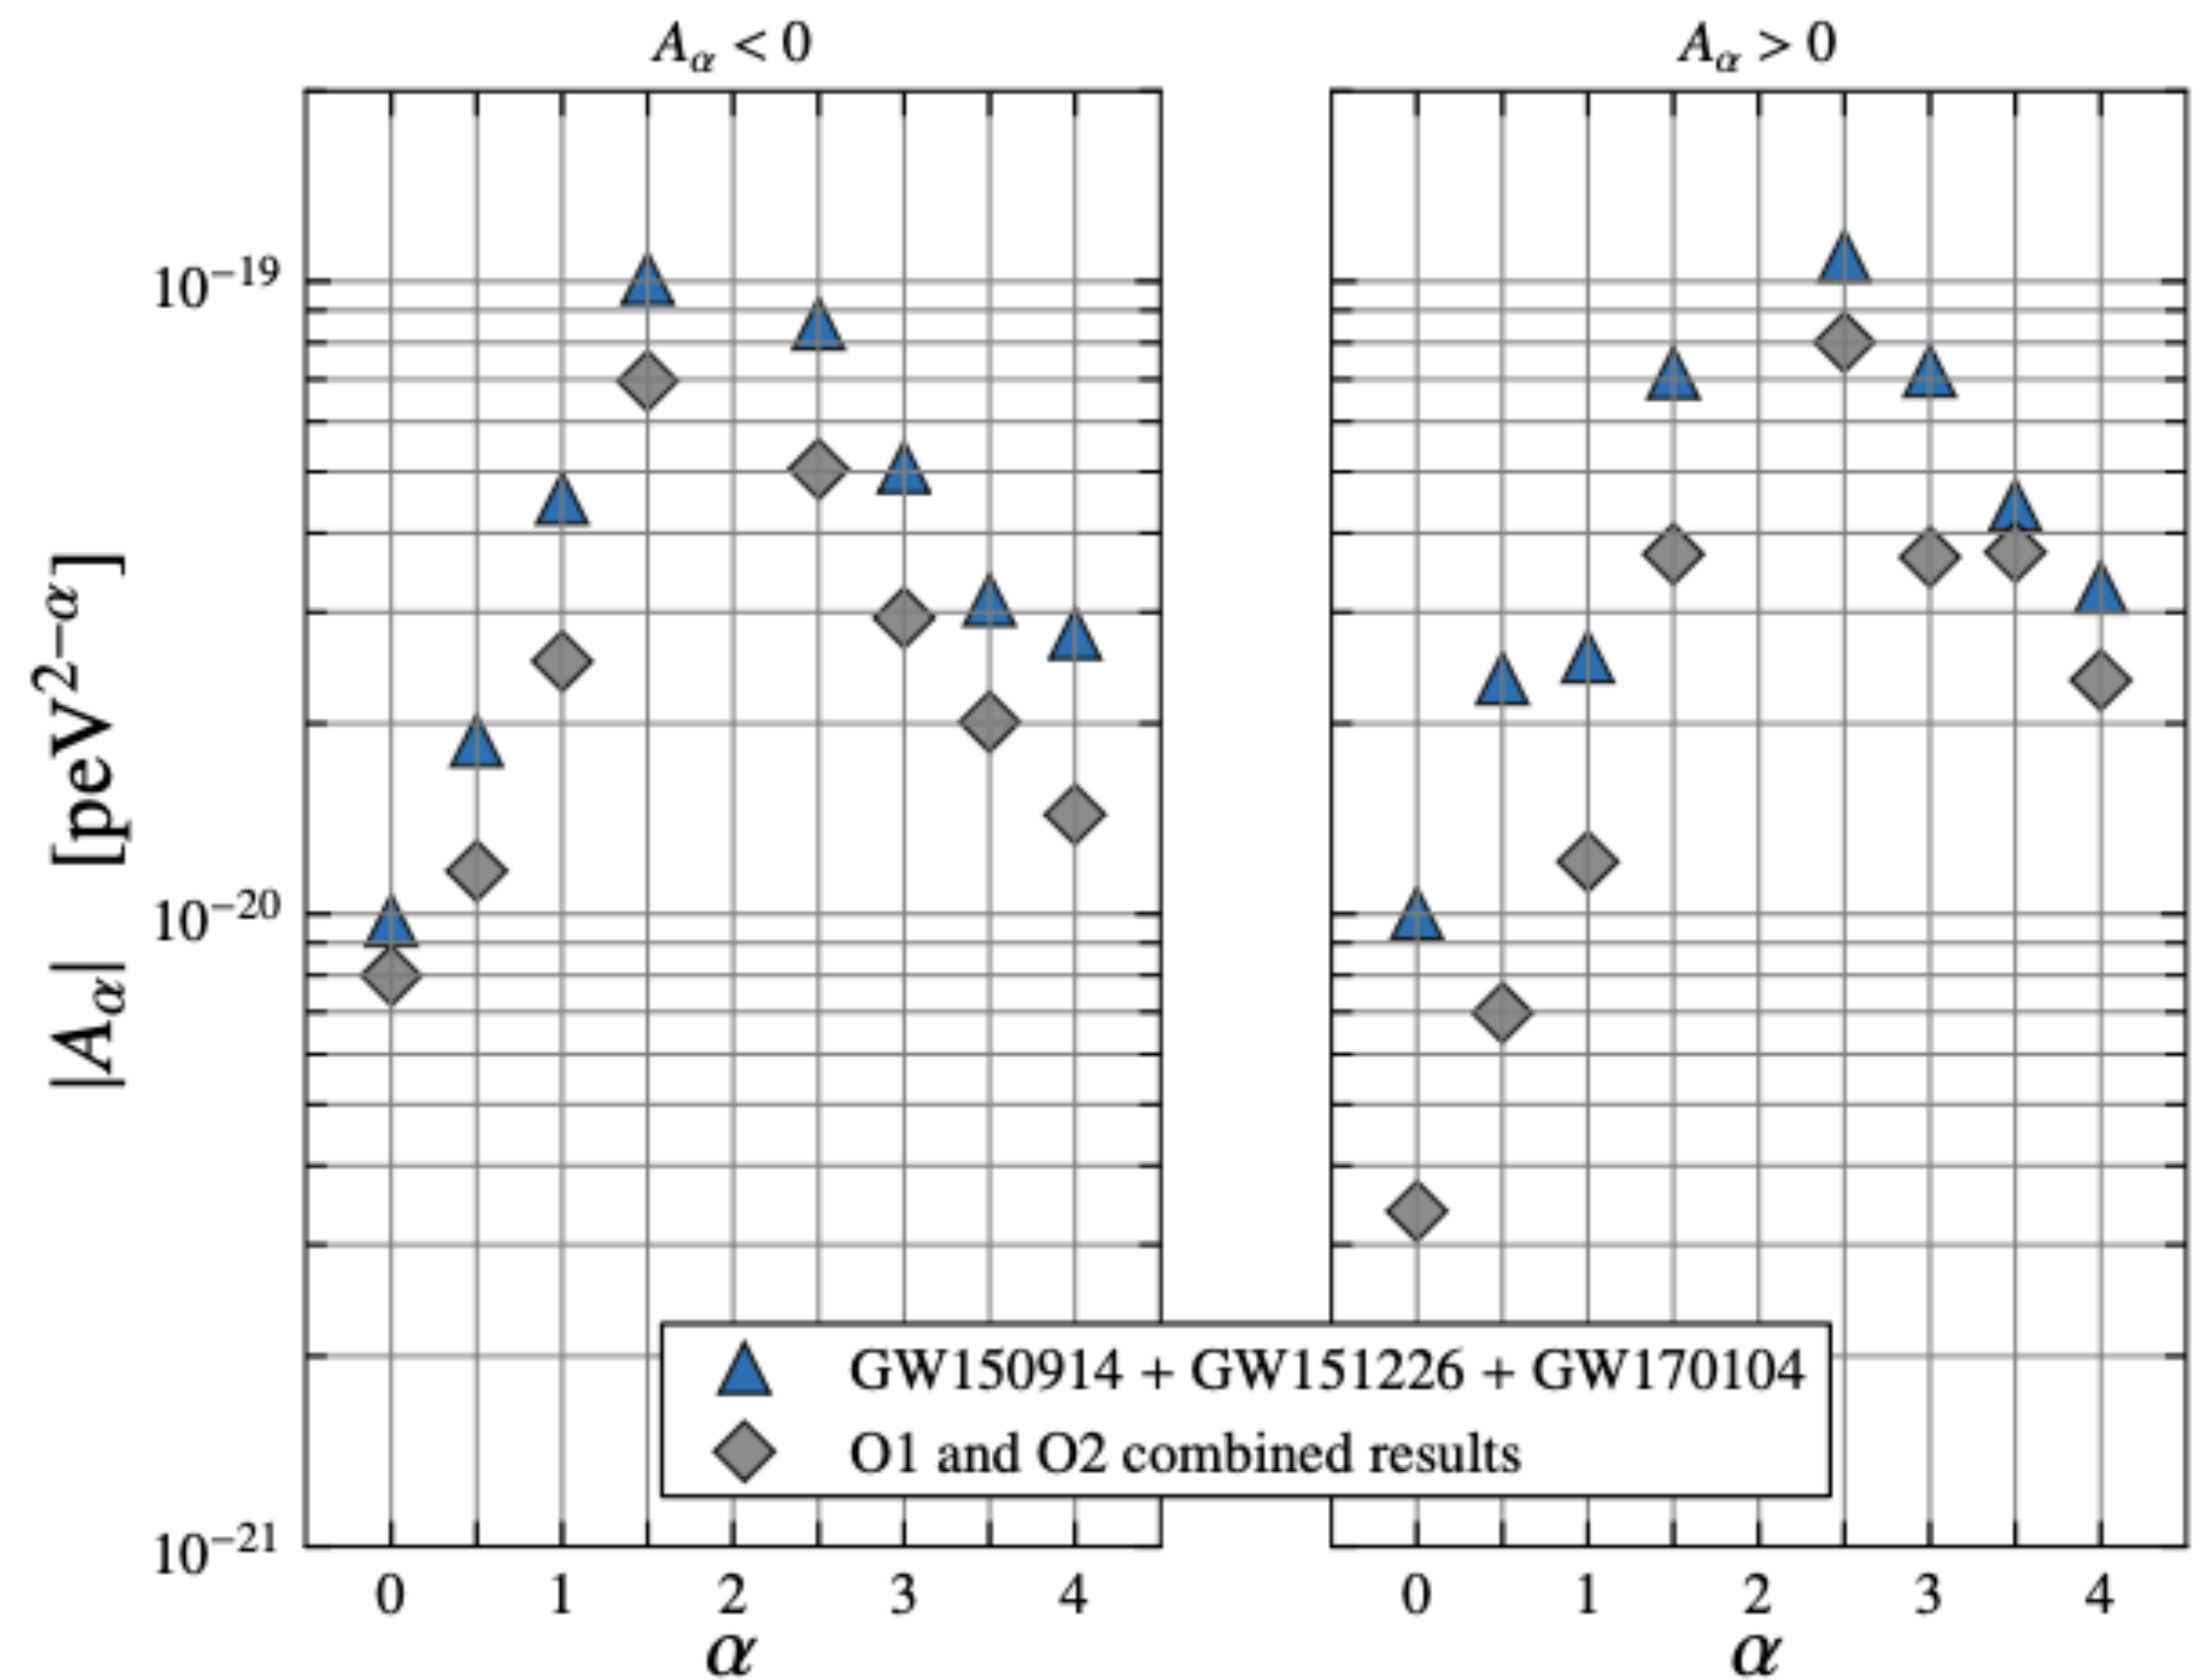 A_α < 0
A_α > 0
|A_α| [peV^{2−α}]
10^{−19}
10^{−20}
10^{−21}
GW150914 + GW151226 + GW170104
O1 and O2 combined results
0 1 2 3 4
0 1 2 3 4
α
α